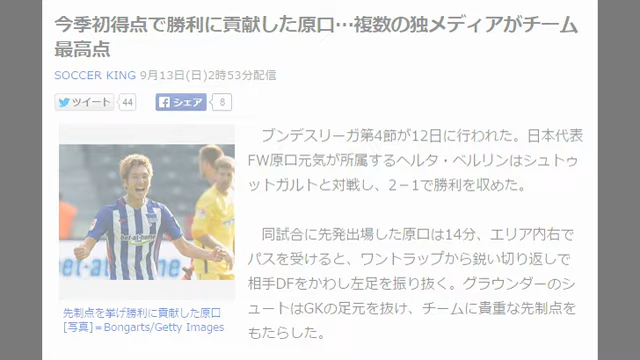 今季初得点で勝利に貢献した原口…複数の独メディアがチーム
最高点
SOCCER KING 9月13日(日)2時53分配信
ツイート 44 シェア 8
ブンデスリーガ第4節が12日に行われた。日本代表
FW原口元気が所属するヘルタ・ベルリンはシュトゥ
ットガルトと対戦し、2－1で勝利を収めた。
同試合に先発出場した原口は14分、エリア内右で
パスを受けると、ワントラップから鋭い切り返しで
相手DFをかわし左足を振り抜く。グラウンダーのシ
ュートはGKの足元を抜け、チームに貴重な先制点を
もたらした。
bet-at-home
先制点を挙げ勝利に貢献した原口
[写真]＝Bongarts/Getty Images